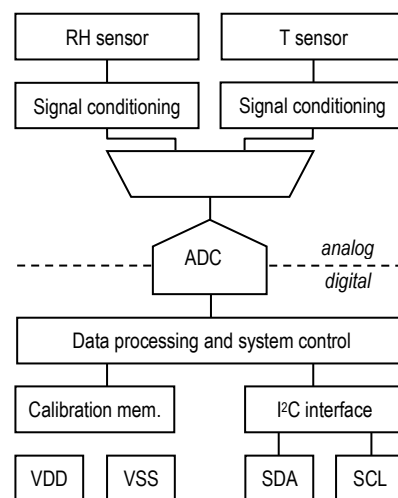 RH sensor
T sensor
Signal conditioning
Signal conditioning
ADC
analog
digital
Data processing and system control
Calibration mem.
I²C interface
VDD
VSS
SDA
SCL